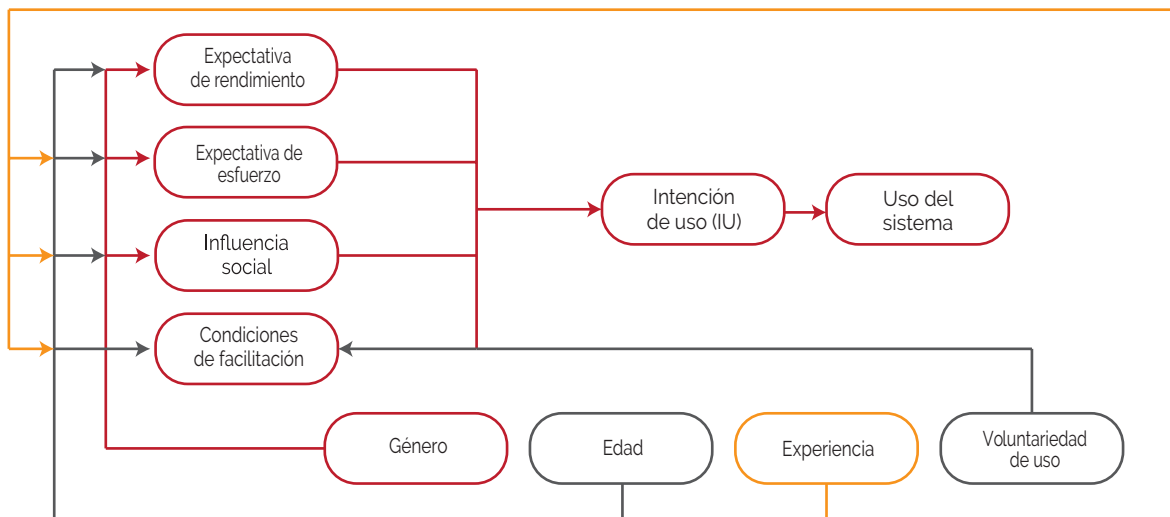 Expectativa
de rendimiento
Expectativa de
esfuerzo
Influencia
social
Condiciones
de facilitación
Intención
de uso (IU)
Uso del
sistema
Género
Edad
Experiencia
Voluntariedad
de uso